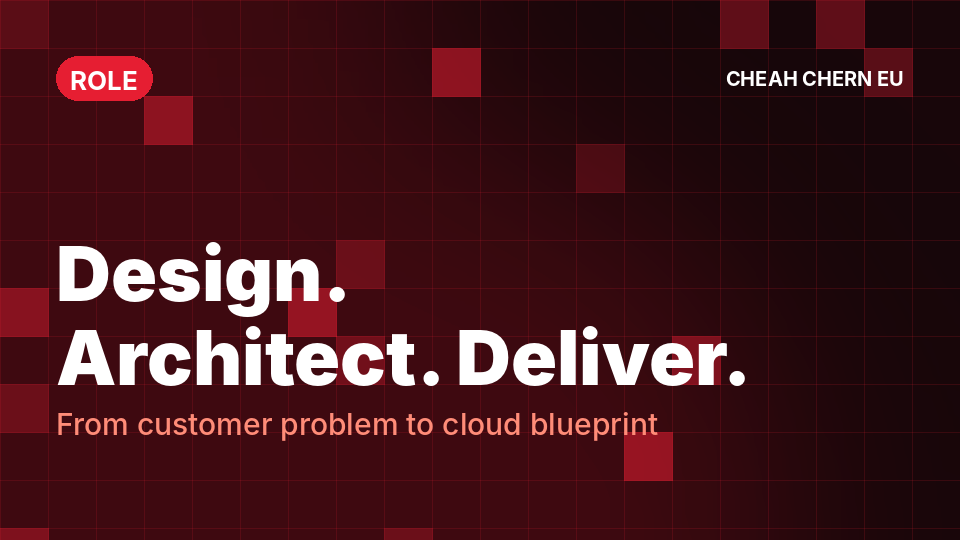 ROLE
CHEAH CHERN EU
Design.
Architect. Deliver.
From customer problem to cloud blueprint